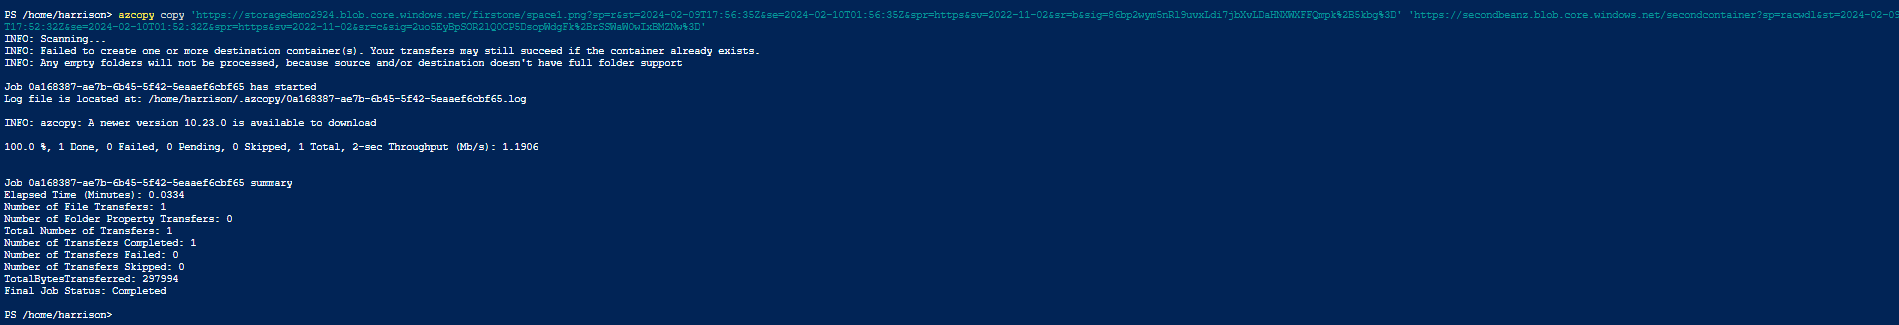 PS /home/harrison> azcopy copy 'https://storagedemo2924.blob.core.windows.net/firstone/space1.png?sp=r&st=2024-02-09T17:56:35Z&se=2024-02-10T01:56:35Z&spr=https&sv=2022-11-02&sr=b&sig=86bp2wym5nRl9uvxLdi7jbXvLDaHNXWXFFQmpk%2B5kbg%3D' 'https://secondbeanz.blob.core.windows.net/secondcontainer?sp=racwdl&st=2024-02-09
T17:52:32Z&se=2024-02-10T01:52:32Z&spr=https&sv=2022-11-02&sr=c&sig=2uo5EyBpSOR2lQ0CP5DsopWdgFk%2BrSSWaW0wIxBMZNw%3D'
INFO: Scanning...
INFO: Failed to create one or more destination container(s). Your transfers may still succeed if the container already exists.
INFO: Any empty folders will not be processed, because source and/or destination doesn't have full folder support
Job 0a168387-ae7b-6b45-5f42-5eaaef6cbf65 has started
Log file is located at: /home/harrison/.azcopy/0a168387-ae7b-6b45-5f42-5eaaef6cbf65.log
INFO: azcopy: A newer version 10.23.0 is available to download
100.0 %, 1 Done, 0 Failed, 0 Pending, 0 Skipped, 1 Total, 2-sec Throughput (Mb/s): 1.1906
Job 0a168387-ae7b-6b45-5f42-5eaaef6cbf65 summary
Elapsed Time (Minutes): 0.0334
Number of File Transfers: 1
Number of Folder Property Transfers: 0
Total Number of Transfers: 1
Number of Transfers Completed: 1
Number of Transfers Failed: 0
Number of Transfers Skipped: 0
TotalBytesTransferred: 297994
Final Job Status: Completed
PS /home/harrison>